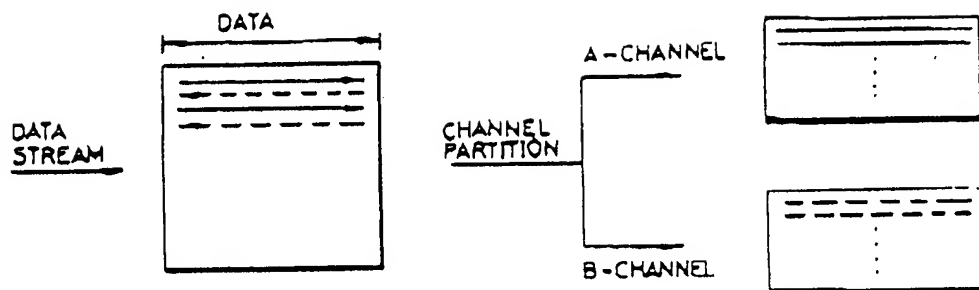 DATA
DATA
STREAM
CHANNEL
PARTITION
A-CHANNEL
B-CHANNEL